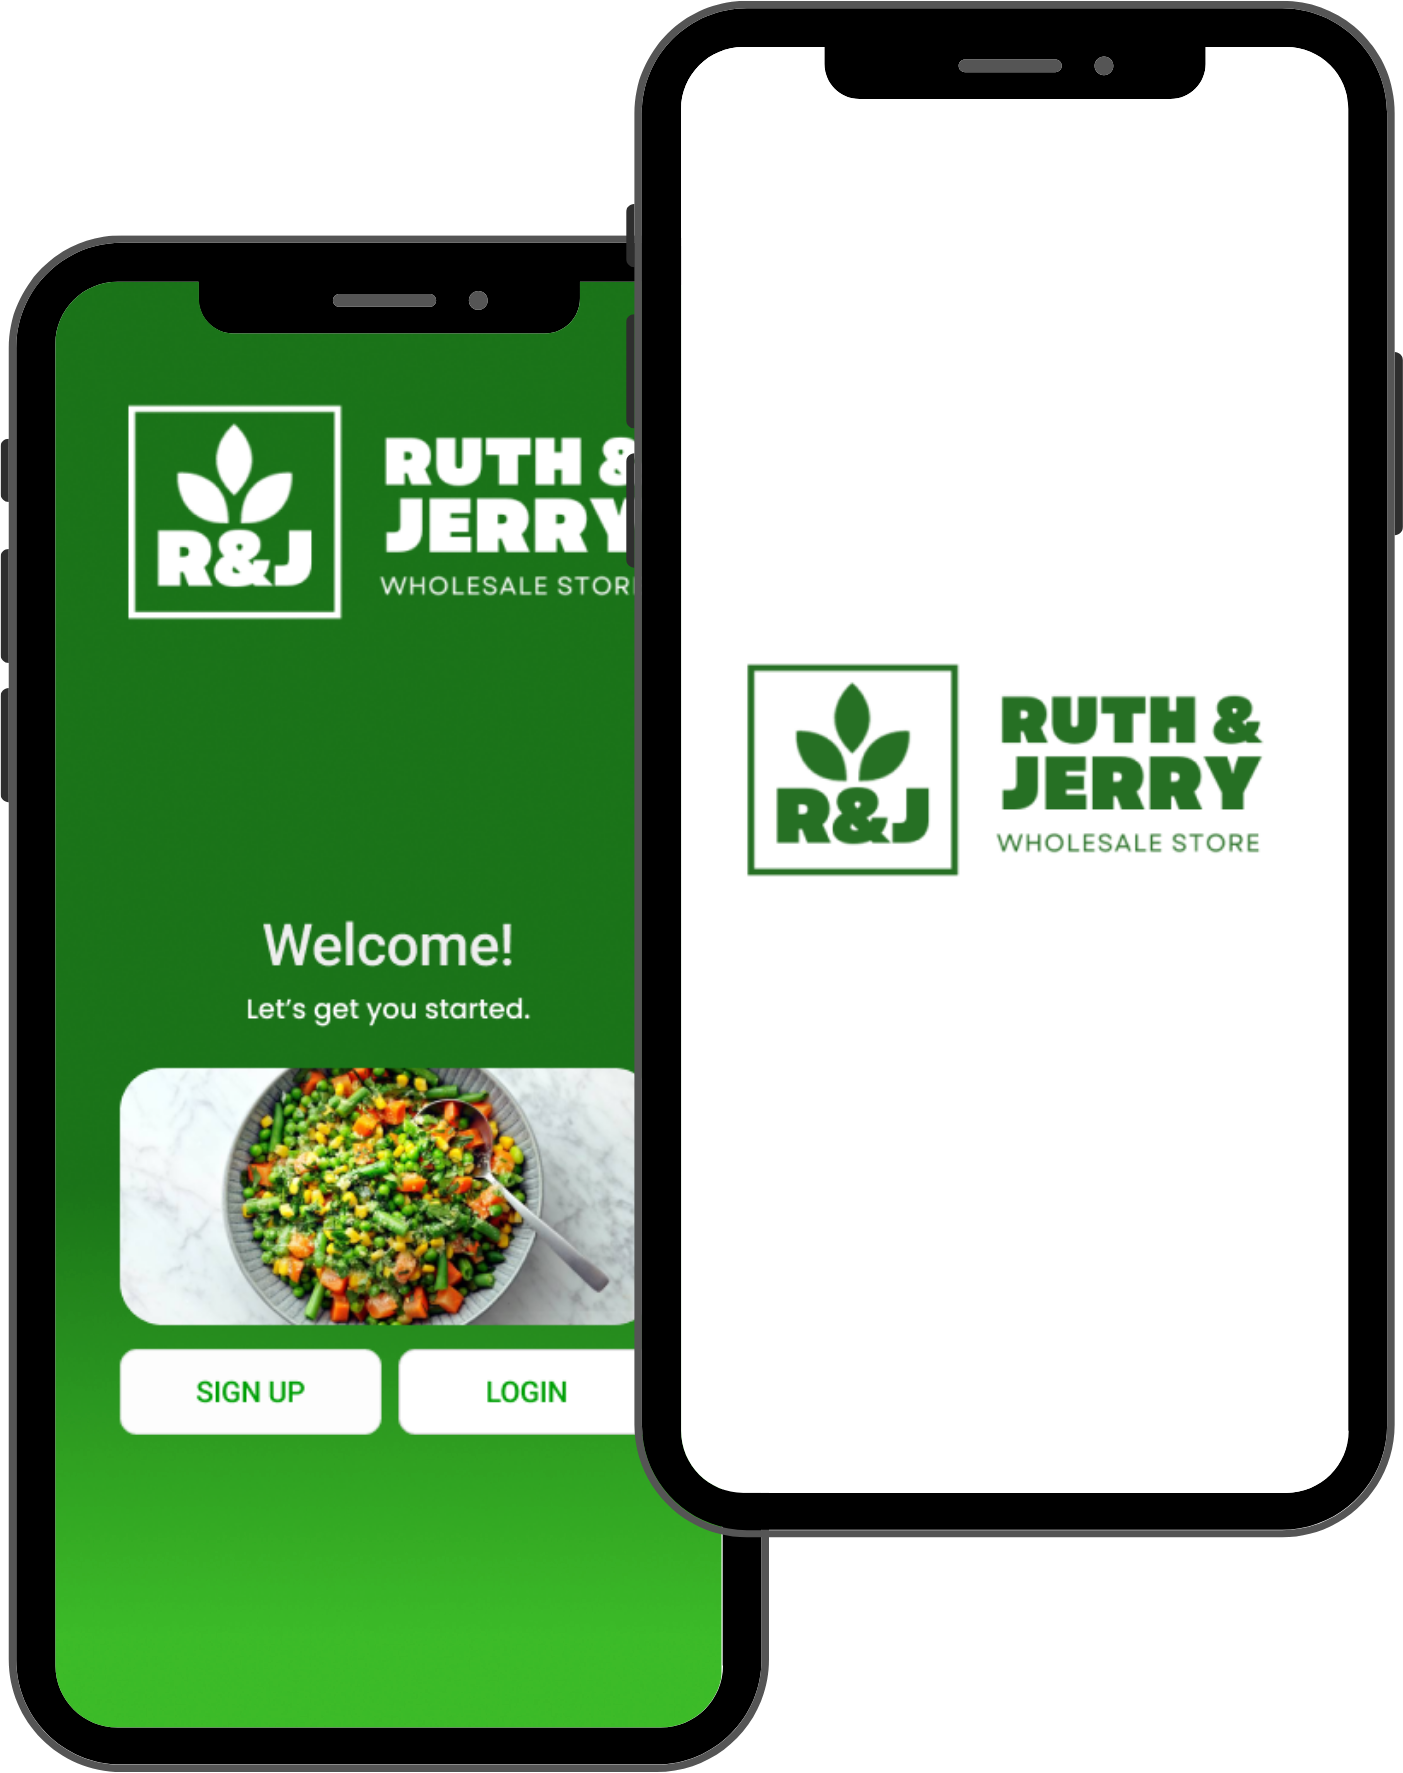 R&J
RUTH &
JERRY
WHOLESALE STORE
Welcome!
Let's get you started.
SIGN UP
LOGIN
R&J
RUTH &
JERRY
WHOLESALE STORE